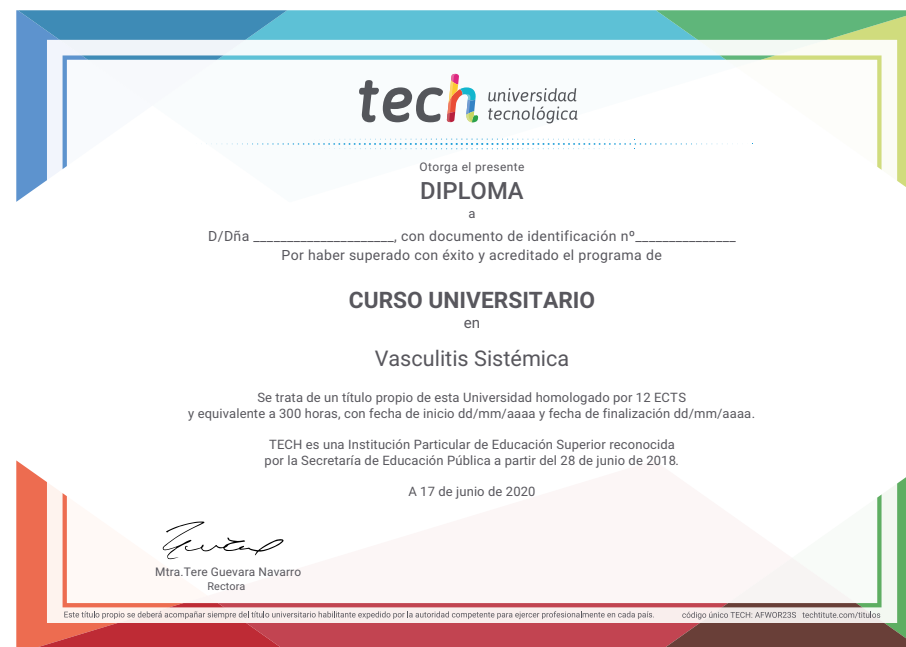 tech universidad
tecnológica
Otorga el presente
DIPLOMA
a
D/Dña _____________________, con documento de identificación nº_______________
Por haber superado con éxito y acreditado el programa de
CURSO UNIVERSITARIO
en
Vasculitis Sistémica
Se trata de un título propio de esta Universidad homologado por 12 ECTS
y equivalente a 300 horas, con fecha de inicio dd/mm/aaaa y fecha de finalización dd/mm/aaaa.
TECH es una Institución Particular de Educación Superior reconocida
por la Secretaría de Educación Pública a partir del 28 de junio de 2018.
A 17 de junio de 2020
Mtra.Tere Guevara Navarro
Rectora
Este título propio se deberá acompañar siempre del título universitario habilitante expedido por la autoridad competente para ejercer profesionalmente en cada país. código único TECH: AFWOR23S techtitute.com/titulos